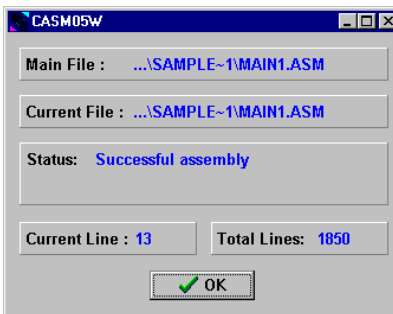 CASM05W
Main File : ...\SAMPLE~1\MAIN1.ASM
Current File : ...\SAMPLE~1\MAIN1.ASM
Status: Successful assembly
Current Line : 13 Total Lines: 1850
OK